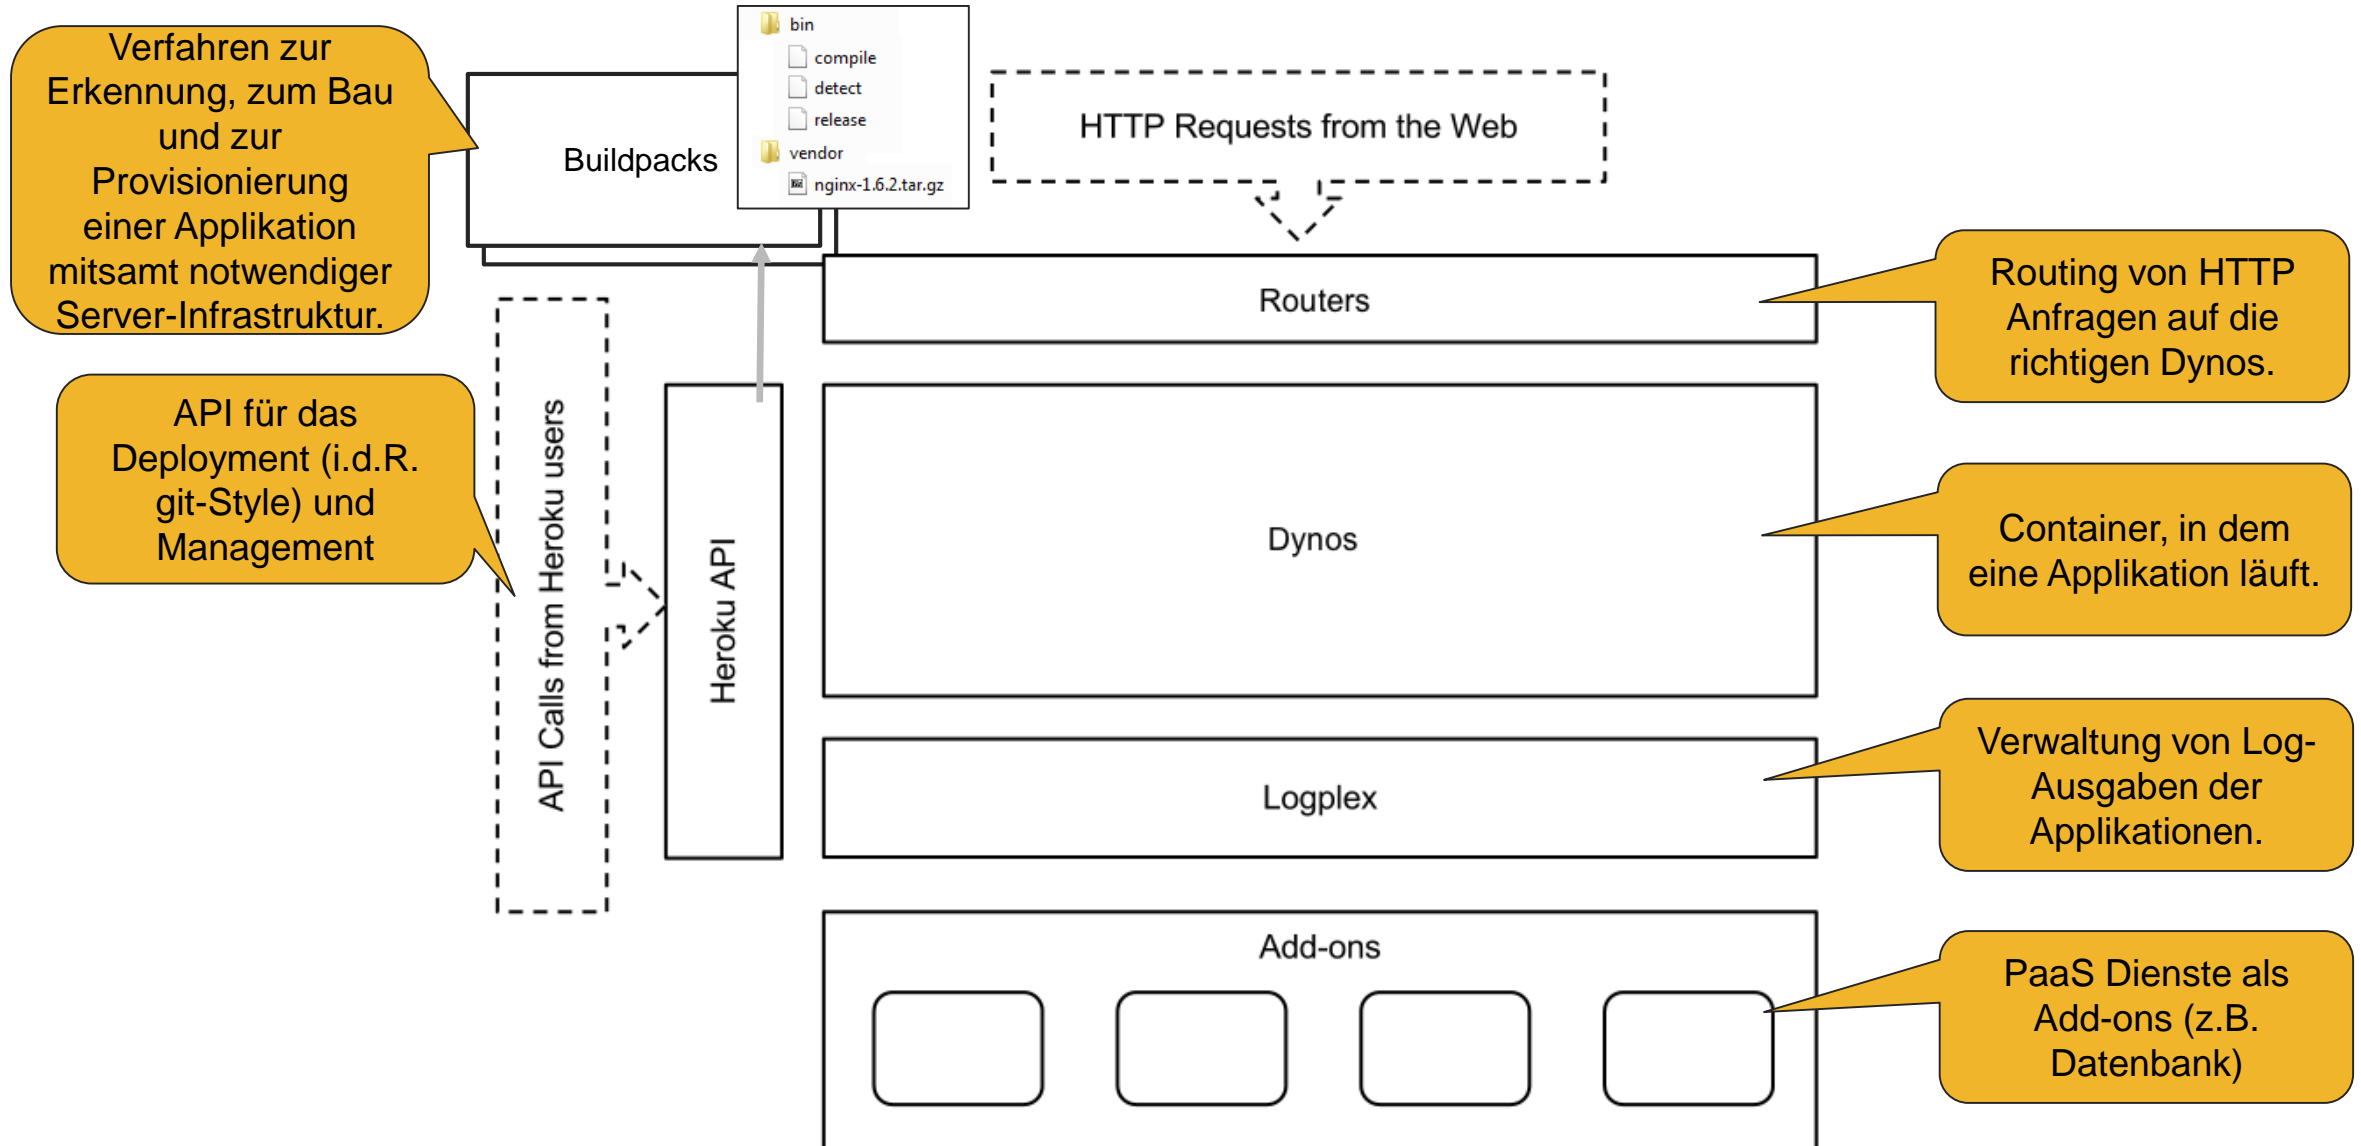 Verfahren zur
Erkennung, zum Bau
und zur
Provisionierung
einer Applikation
mitsamt notwendiger
Server-Infrastruktur.
Buildpacks
bin
compile
detect
release
vendor
nginx-1.6.2.tar.gz
HTTP Requests from the Web
Routers
Routing von HTTP
Anfragen auf die
richtigen Dynos.
API für das
Deployment (i.d.R.
git-Style) und
Management
API Calls from Heroku users
Heroku API
Dynos
Container, in dem
eine Applikation läuft.
Logplex
Verwaltung von Log-
Ausgaben der
Applikationen.
Add-ons
PaaS Dienste als
Add-ons (z.B.
Datenbank)